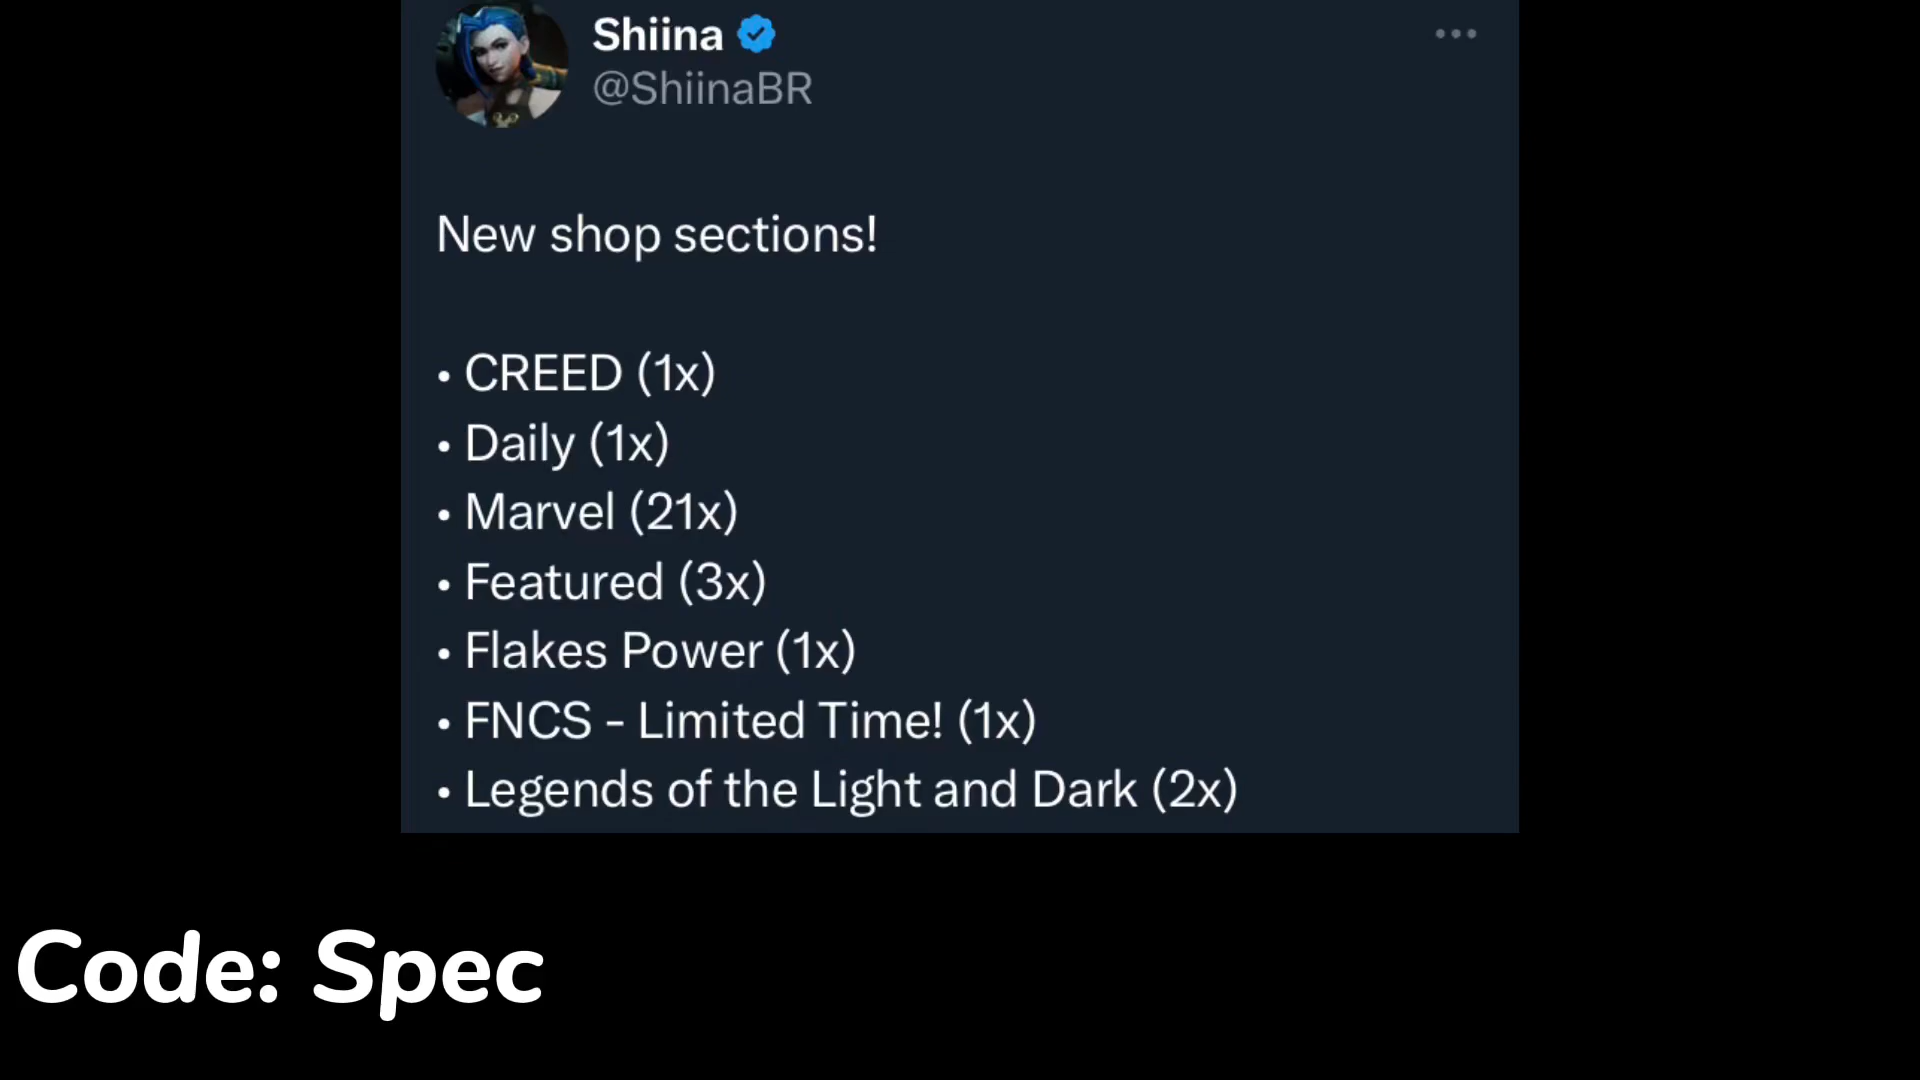 Shiina
@ShiinaBR
New shop sections!
• CREED (1x)
• Daily (1x)
• Marvel (21x)
• Featured (3x)
• Flakes Power (1x)
• FNCS - Limited Time! (1x)
• Legends of the Light and Dark (2x)
Code: Spec